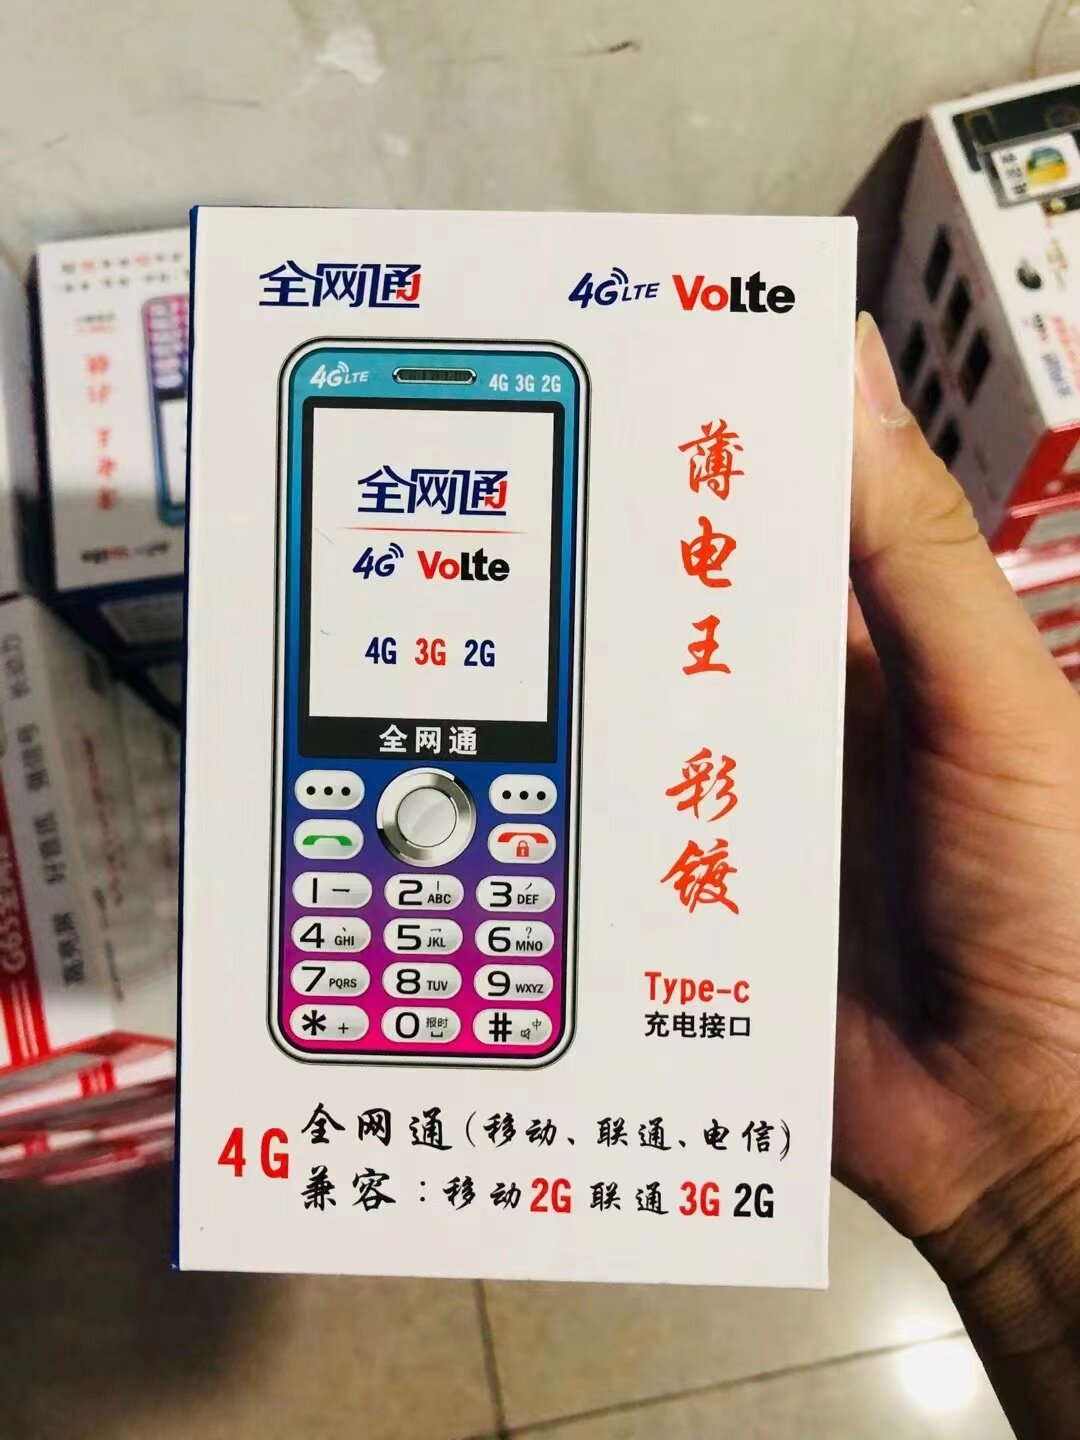 全网通
4G LTE VoLte
4G LTE
4G 3G 2G
全网通
4G VoLte
4G 3G 2G
全网通
1 -
2 ABC
3 DEF
4 GHI
5 JKL
6 MNO
7 PQRS
8 TUV
9 WXYZ
* +
0 报时
# 中
薄电王 彩镀
Type-c
充电接口
4G 全网通(移动、联通、电信)
兼容:移动2G 联通3G 2G